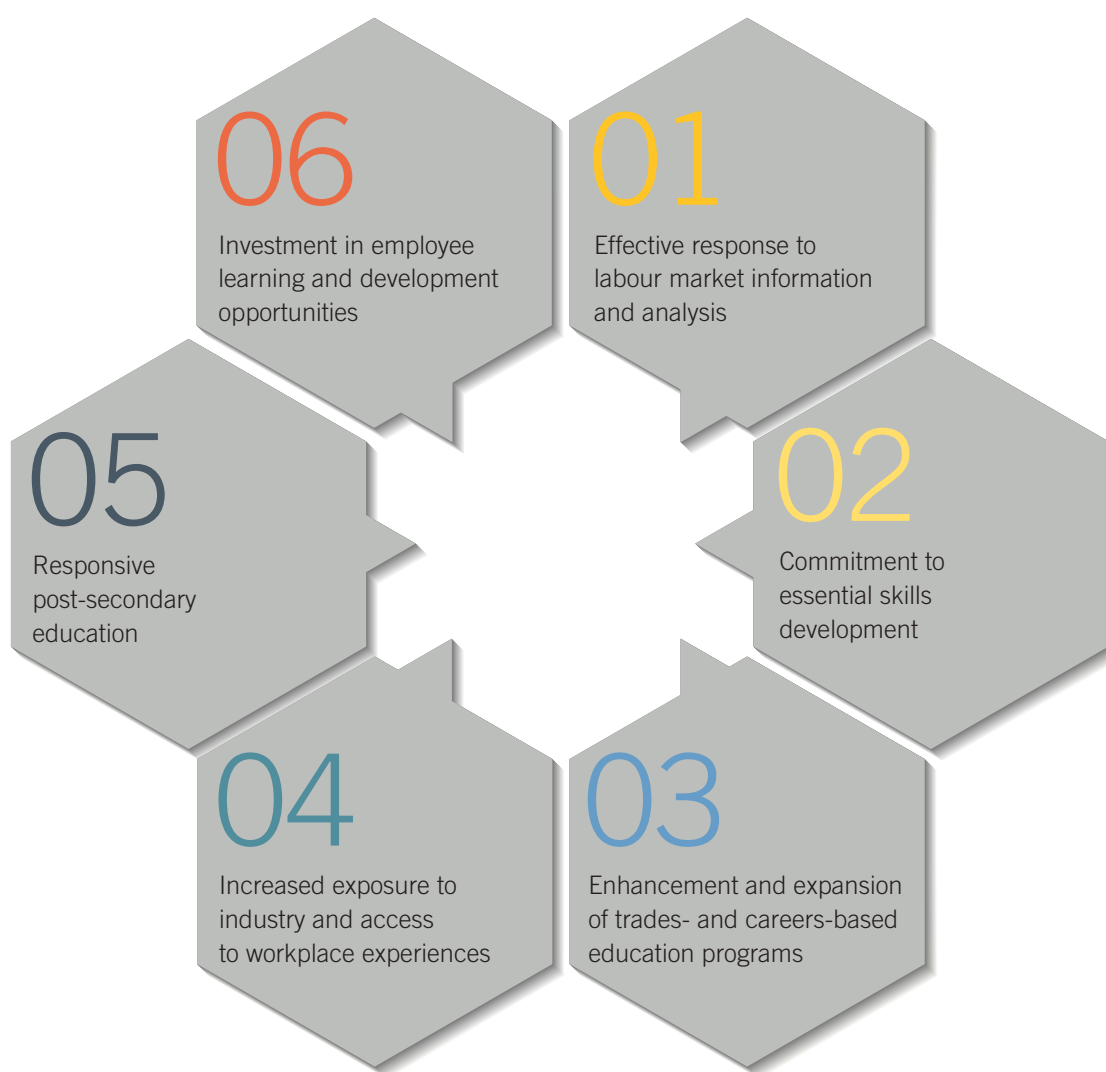 06
Investment in employee
learning and development
opportunities
01
Effective response to
labour market information
and analysis
05
Responsive
post-secondary
education
02
Commitment to
essential skills
development
04
Increased exposure to
industry and access
to workplace experiences
03
Enhancement and expansion
of trades- and careers-based
education programs